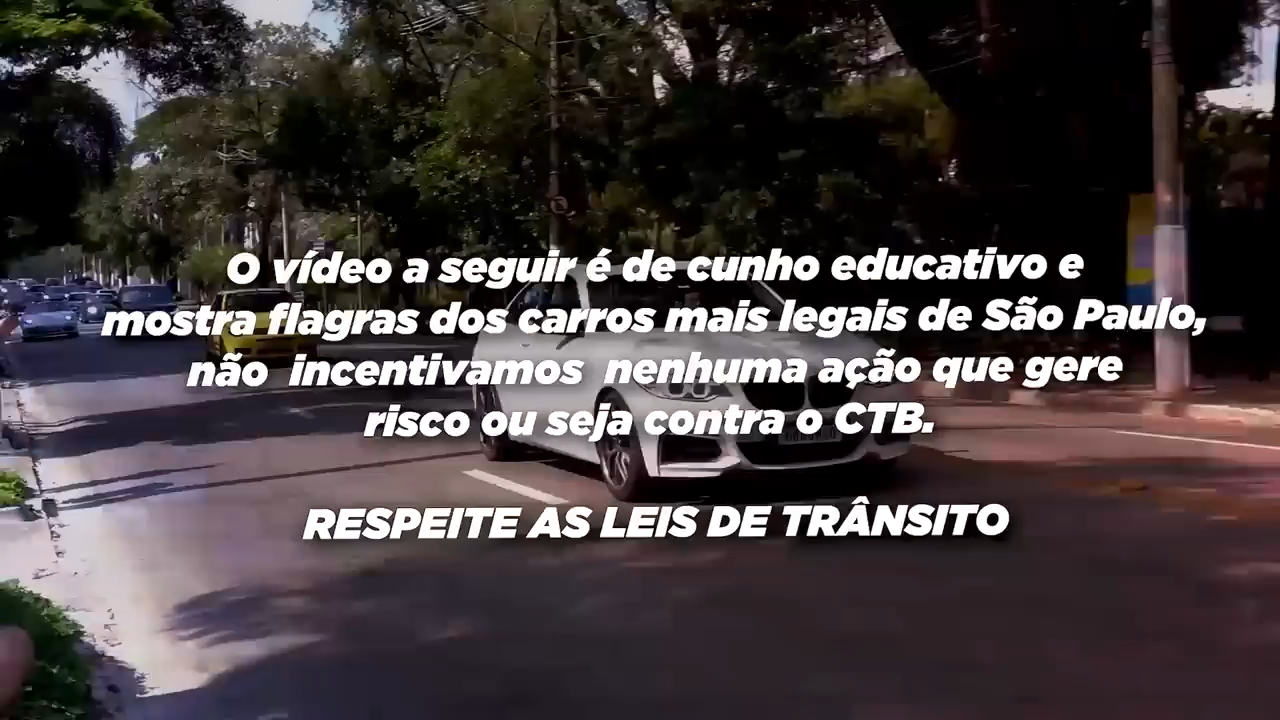 O vídeo a seguir é de cunho educativo e
mostra flagras dos carros mais legais de São Paulo,
não incentivamos nenhuma ação que gere
risco ou seja contra o CTB.
RESPEITE AS LEIS DE TRÂNSITO